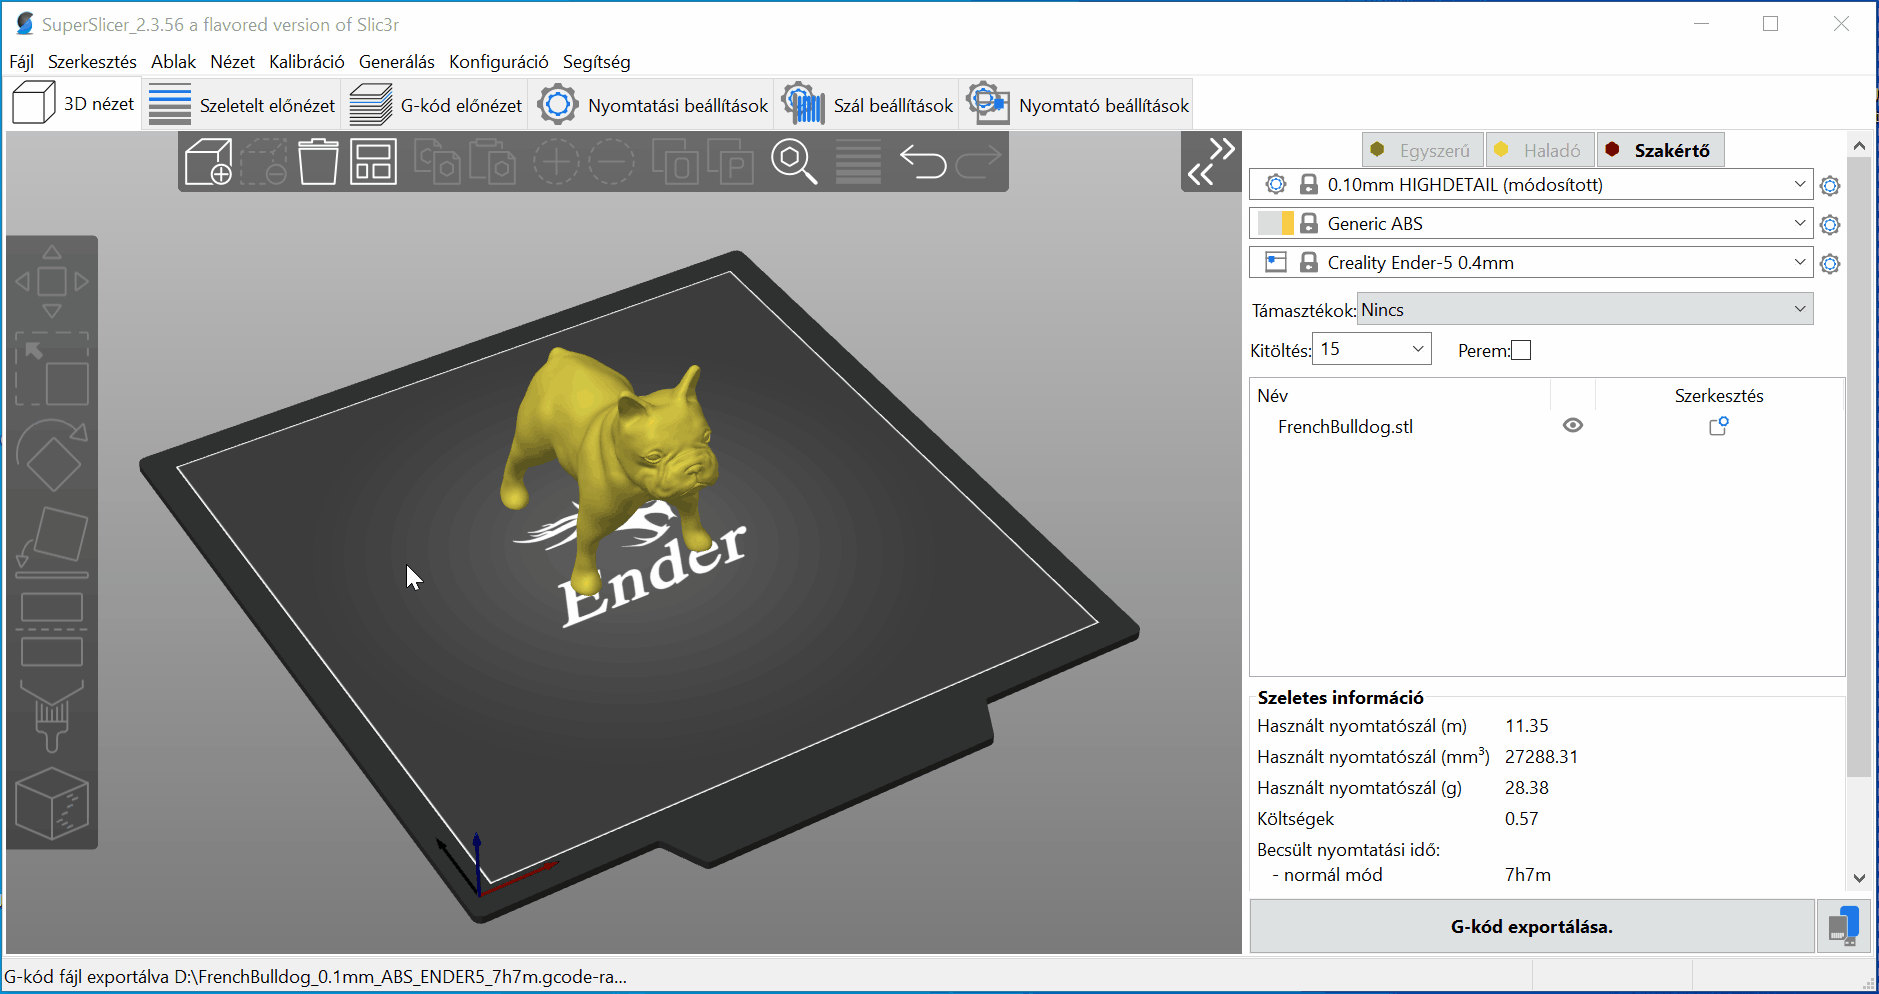 SuperSlicer_2.3.56 a flavored version of Slic3r
Fájl Szerkesztés Ablak Nézet Kalibráció Generálás Konfiguráció Segítség
3D nézet Szeletelt előnézet G-kód előnézet Nyomtatási beállítások Szál beállítások Nyomtató beállítások
Egyszerű Haladó Szakértő
0.10mm HIGHDETAIL (módosított)
Generic ABS
Creality Ender-5 0.4mm
Támasztékok: Nincs
Kitöltés: 15 Perem:
Név Szerkesztés
FrenchBulldog.stl
Ender
Szeletes információ
Használt nyomtatószál (m) 11.35
Használt nyomtatószál (mm³) 27288.31
Használt nyomtatószál (g) 28.38
Költségek 0.57
Becsült nyomtatási idő:
- normál mód 7h7m
G-kód exportálása.
G-kód fájl exportálva D:\FrenchBulldog_0.1mm_ABS_ENDER5_7h7m.gcode-ra...